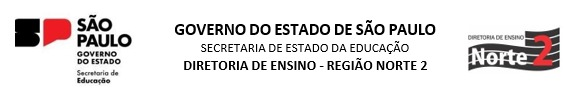 SÃO
PAULO
GOVERNO
DO ESTADO
Secretaria de
Educação
GOVERNO DO ESTADO DE SÃO PAULO
SECRETARIA DE ESTADO DA EDUCAÇÃO
DIRETORIA DE ENSINO - REGIÃO NORTE 2
DIRETORIA DE ENSINO
Norte 2